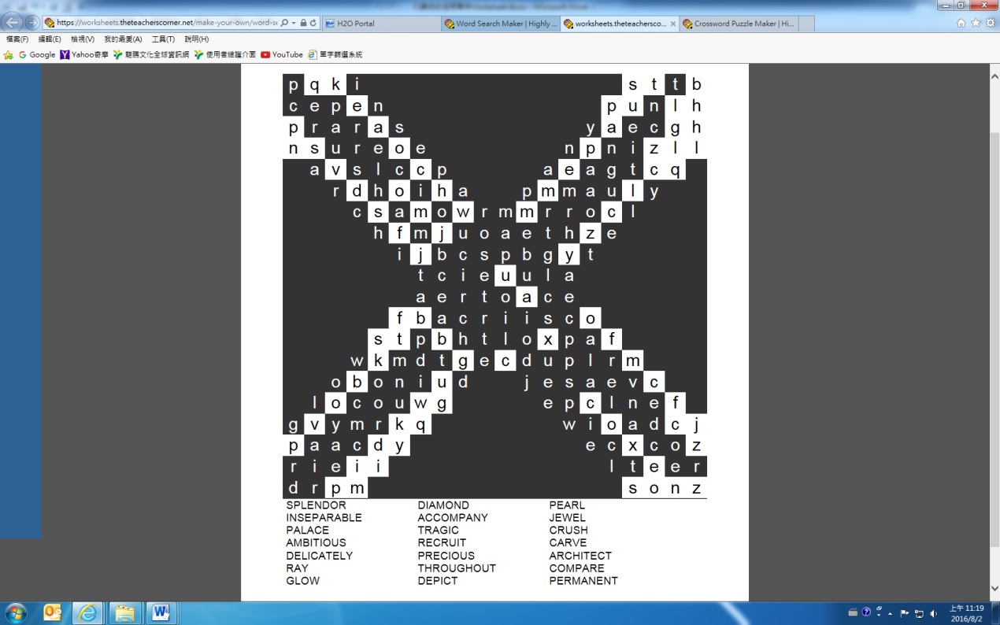 https://worksheets.theteacherscorner.net/make-your-own/word-se
H2O Portal
Word Search Maker | Highly ...
worksheets.theteachersco...
Crossword Puzzle Maker | Hi...
檔案(F) 編輯(E) 檢視(V) 我的最愛(A) 工具(T) 說明(H)
Google Yahoo奇摩 龍騰文化全球資訊網 使用者維護介面 YouTube 單字篩選系統
p q k i s t t b
c e p e n p u n l h
p r a r a s y a e c g h
n s u r e o e n p n i z l l
a v s l c c p a e a g t c q
r d h o i h a p m m a u l y
c s a m o w r m m r r o c l
h f m j u o a e t h z e
i j b c s p b g y t
t c i e u u l a
a e r t o a c e
f b a c r i i s c o
s t p b h t l o x p a f
w k m d t g e c d u p l r m
o b o n i u d j e s a e v c
l o c o u w g e p c l n e f
g v y m r k q w i o a d c j
p a a c d y e c x c o z
r i e i i l t e e r
d r p m s o n z
SPLENDOR DIAMOND PEARL
INSEPARABLE ACCOMPANY JEWEL
PALACE TRAGIC CRUSH
AMBITIOUS RECRUIT CARVE
DELICATELY PRECIOUS ARCHITECT
RAY THROUGHOUT COMPARE
GLOW DEPICT PERMANENT
上午 11:19
2016/8/2